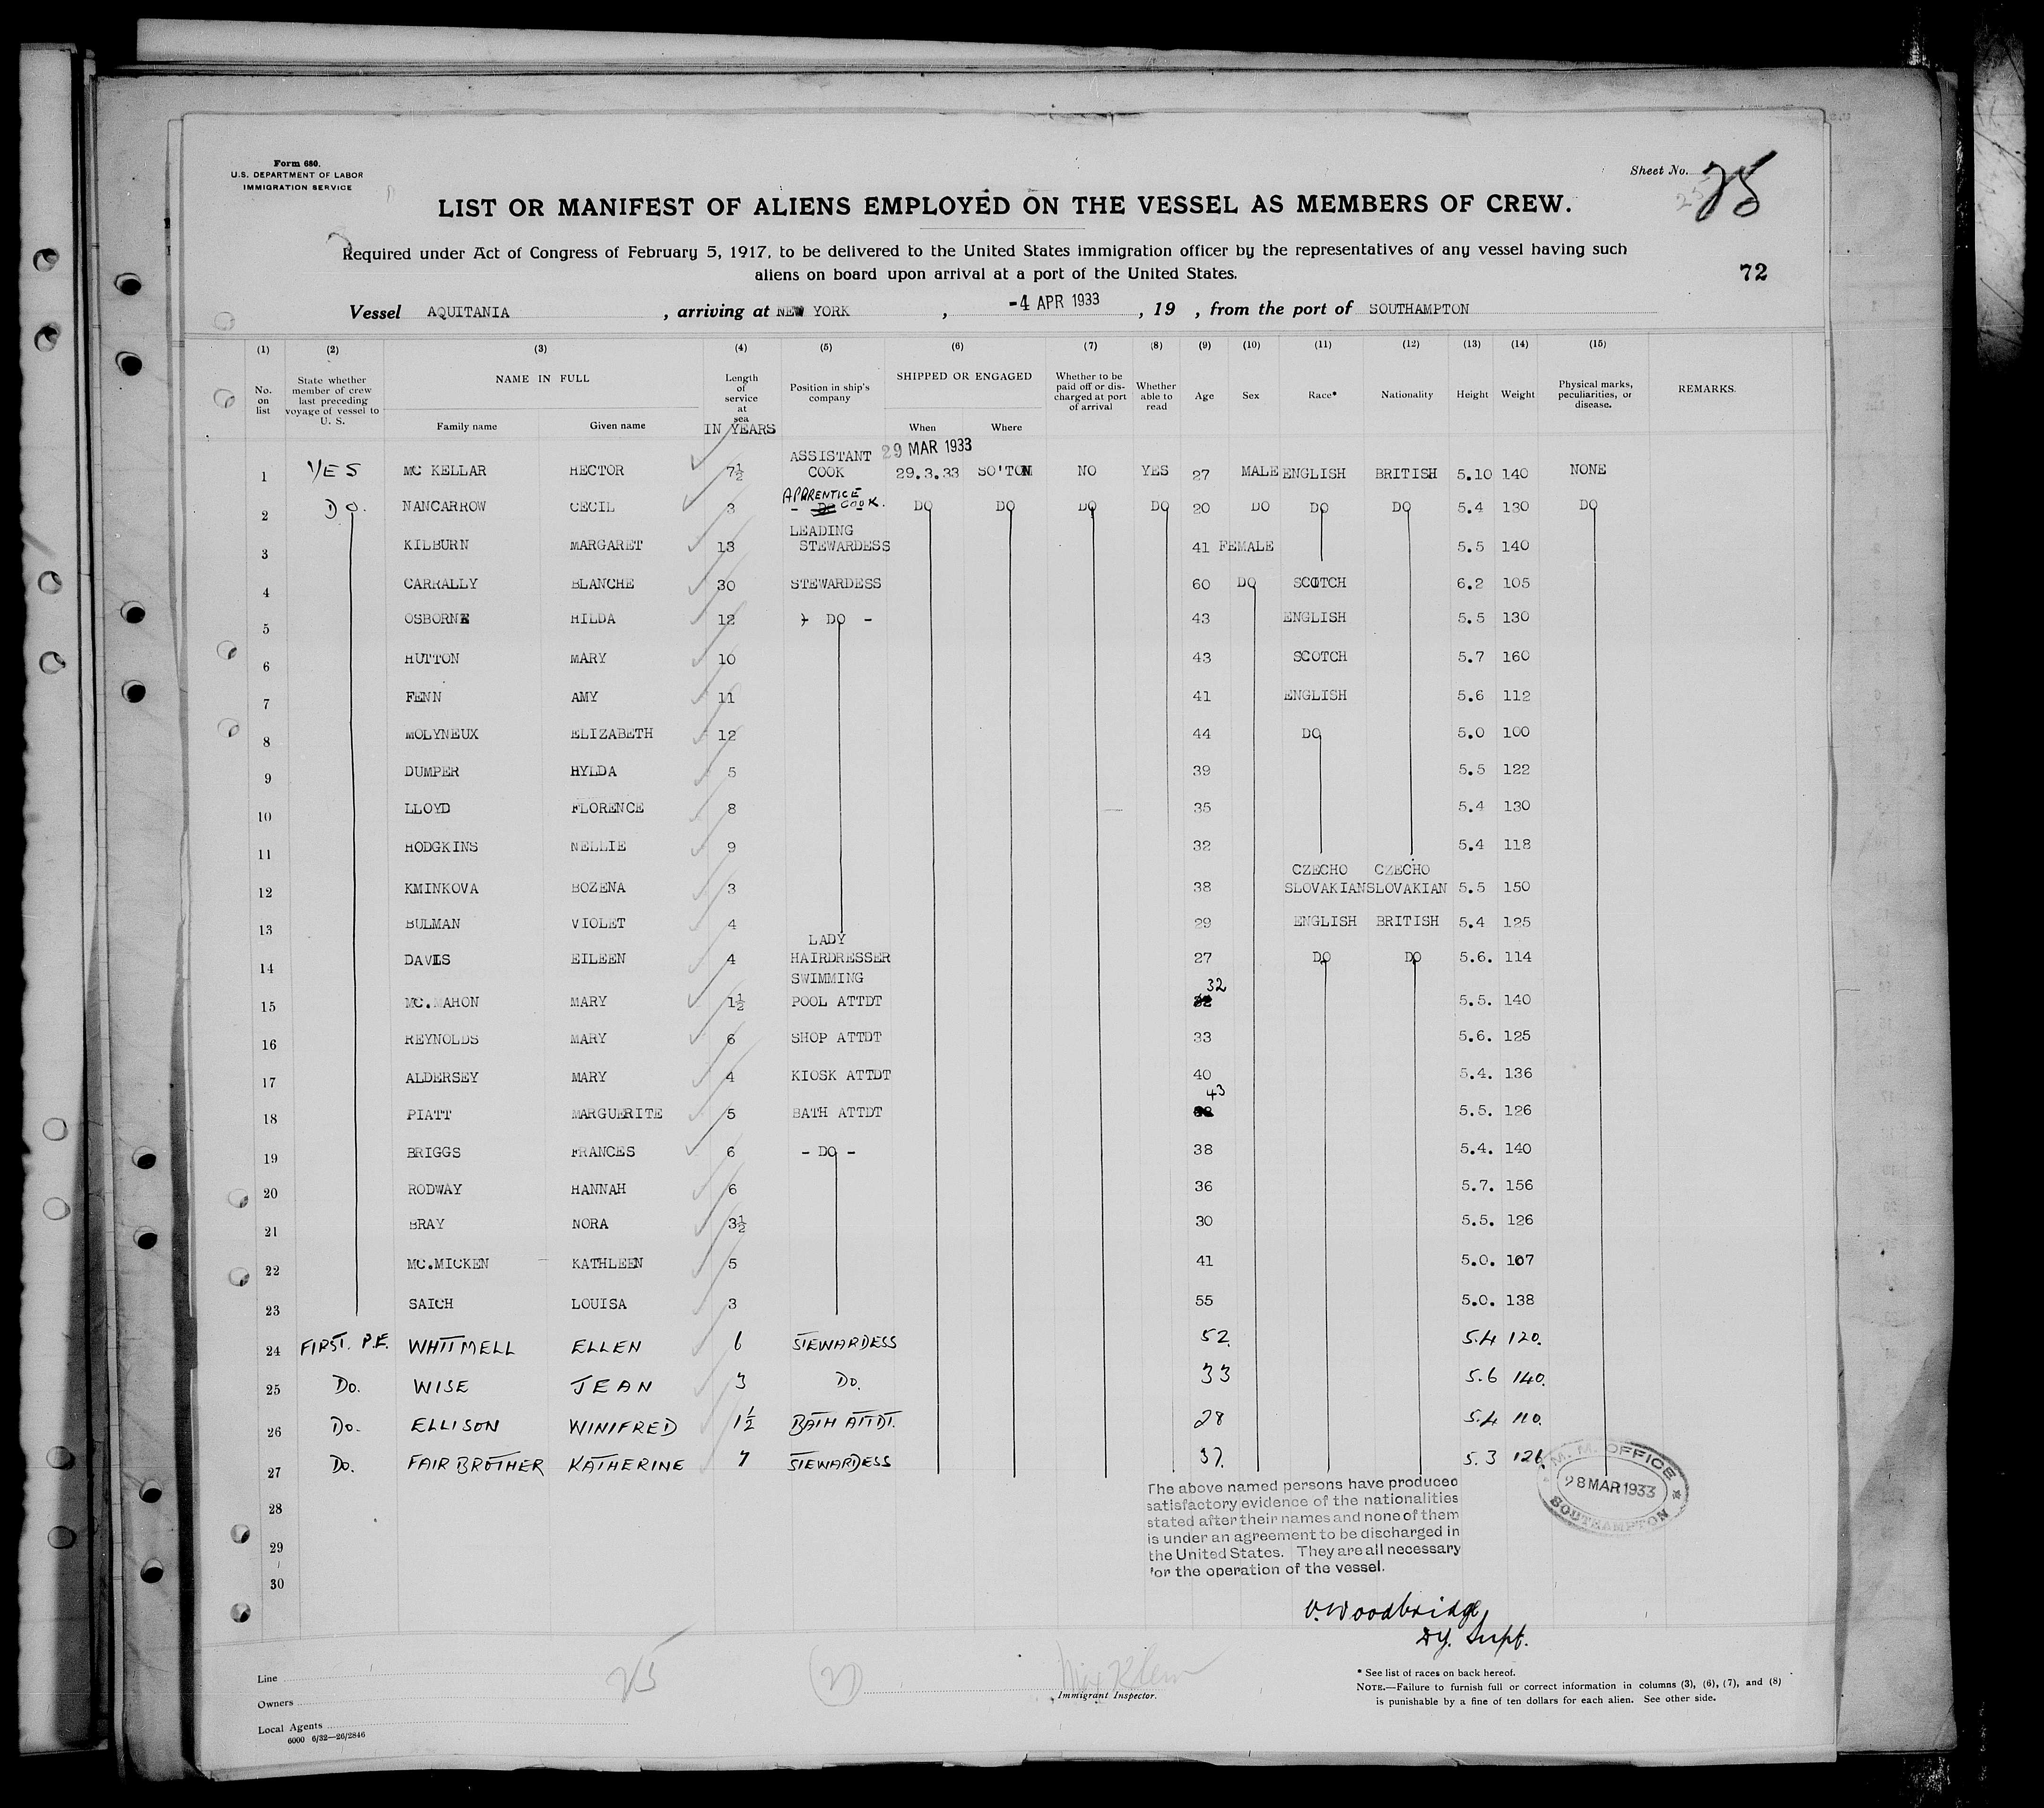 Form 680.
U.S. DEPARTMENT OF LABOR
IMMIGRATION SERVICE
Sheet No. 25
LIST OR MANIFEST OF ALIENS EMPLOYED ON THE VESSEL AS MEMBERS OF CREW.
Required under Act of Congress of February 5, 1917, to be delivered to the United States immigration officer by the representatives of any vessel having such
aliens on board upon arrival at a port of the United States.
72
Vessel AQUITANIA , arriving at NEW YORK , -4 APR 1933 , 19 , from the port of SOUTHAMPTON
(1) (2) (3) (4) (5) (6) (7) (8) (9) (10) (11) (12) (13) (14) (15)
No. on list | State whether member of crew last preceding voyage of vessel to U. S. | NAME IN FULL Family name Given name | Length of service at sea IN YEARS | Position in ship's company | SHIPPED OR ENGAGED When Where | Whether to be paid off or discharged at port of arrival | Whether able to read | Age | Sex | Race* | Nationality | Height | Weight | Physical marks, peculiarities, or disease. | REMARKS.
29 MAR 1933
1 YES MC KELLAR HECTOR 7½ ASSISTANT COOK 29.3.33 SO'TON NO YES 27 MALE ENGLISH BRITISH 5.10 140 NONE
2 DO. NANCARROW CECIL 3 APPRENTICE COOK. DO DO DO DO 20 DO DO DO 5.4 130 DO
3 KILBURN MARGARET 13 LEADING STEWARDESS 41 FEMALE 5.5 140
4 CARRALLY BLANCHE 30 STEWARDESS 60 DO SCOTCH 6.2 105
5 OSBORNE HILDA 12 DO - 43 ENGLISH 5.5 130
6 HUTTON MARY 10 43 SCOTCH 5.7 160
7 FENN AMY 11 41 ENGLISH 5.6 112
8 MOLYNEUX ELIZABETH 12 44 DO 5.0 100
9 DUMPER HYLDA 5 39 5.5 122
10 LLOYD FLORENCE 8 35 5.4 130
11 HODGKINS NELLIE 9 32 5.4 118
12 KMINKOVA BOZENA 3 38 CZECHO SLOVAKIAN CZECHO SLOVAKIAN 5.5 150
13 BULMAN VIOLET 4 29 ENGLISH BRITISH 5.4 125
14 DAVIS EILEEN 4 LADY HAIRDRESSER 27 DO DO 5.6. 114
15 MC.MAHON MARY 1½ SWIMMING POOL ATTDT 32 5.5. 140
16 REYNOLDS MARY 6 SHOP ATTDT 33 5.6. 125
17 ALDERSEY MARY 4 KIOSK ATTDT 40 5.4. 136
18 PIATT MARGUERITE 5 BATH ATTDT 43 5.5. 126
19 BRIGGS FRANCES 6 - DO - 38 5.4. 140
20 RODWAY HANNAH 6 36 5.7. 156
21 BRAY NORA 3½ 30 5.5. 126
22 MC.MICKEN KATHLEEN 5 41 5.0. 107
23 SAICH LOUISA 3 55 5.0. 138
24 FIRST. P.E. WHITMELL ELLEN 6 STEWARDESS 52. 5.4 120.
25 Do. WISE JEAN 3 Do. 33 5.6 140.
26 Do. ELLISON WINIFRED 1½ BATH ATTDT. 28 5.4 110.
27 Do. FAIRBROTHER KATHERINE 7 STEWARDESS 37. 5.3 126.
28
29
30
The above named persons have produced
satisfactory evidence of the nationalities
stated after their names and none of them
is under an agreement to be discharged in
the United States. They are all necessary
for the operation of the vessel.
M. M. OFFICE
28 MAR 1933
SOUTHAMPTON
V. Woodbridge,
Dy. Supt.
Line
Owners
Local Agents
6000 6/32—26/2846
25
27
Immigrant Inspector.
* See list of races on back hereof.
NOTE.—Failure to furnish full or correct information in columns (3), (6), (7), and (8)
is punishable by a fine of ten dollars for each alien. See other side.